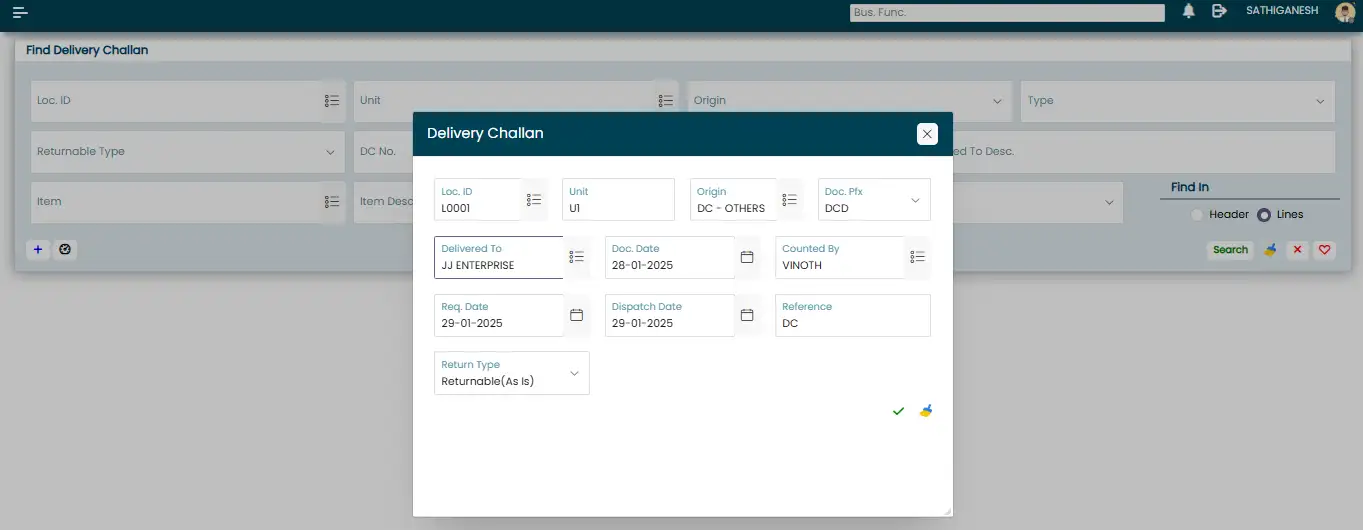 Bus. Func.
SATHIGANESH
Find Delivery Challan
Loc. ID
Unit
Origin
Type
Returnable Type
DC No.
ed To Desc.
Item
Item Desc
Find In
Header
Lines
Search
Delivery Challan
Loc. ID
L0001
Unit
U1
Origin
DC - OTHERS
Doc. Pfx
DCD
Delivered To
JJ ENTERPRISE
Doc. Date
28-01-2025
Counted By
VINOTH
Req. Date
29-01-2025
Dispatch Date
29-01-2025
Reference
DC
Return Type
Returnable(As Is)